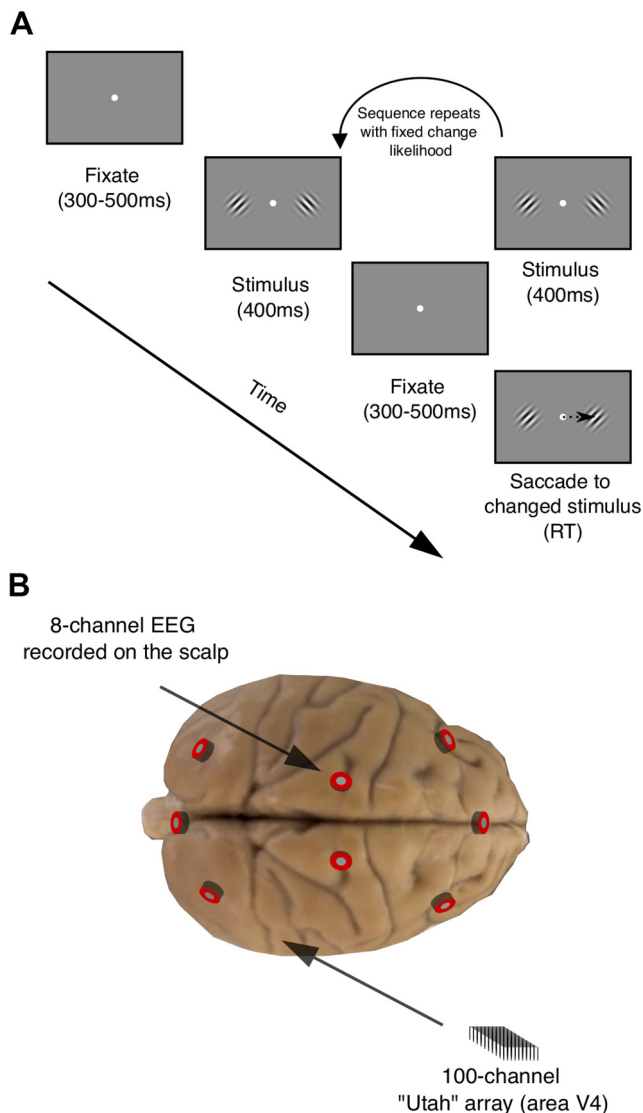 A
Sequence repeats
with fixed change
likelihood
Fixate
(300-500ms)
Stimulus
(400ms)
Stimulus
(400ms)
Fixate
(300-500ms)
Time
Saccade to
changed stimulus
(RT)
B
8-channel EEG
recorded on the scalp
100-channel
"Utah" array (area V4)